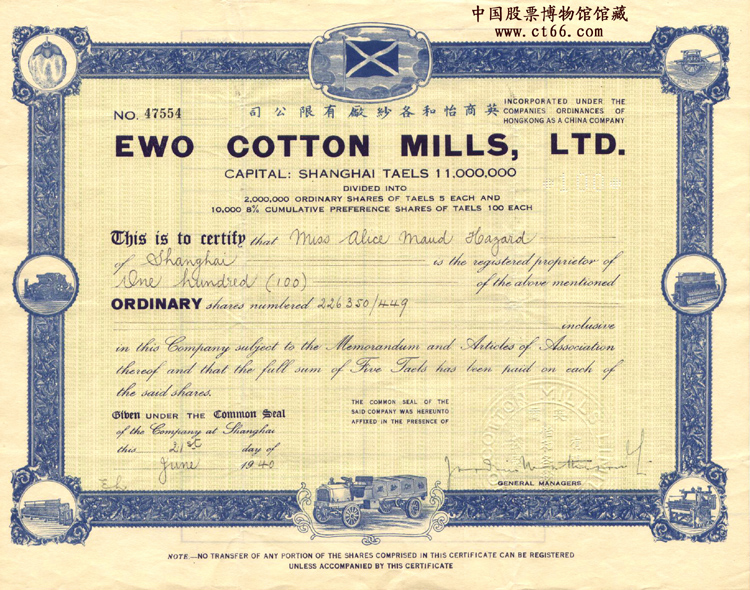 中国股票博物馆馆藏
www.ct66.com
NO. 47554
司公限有廠紗各和怡商英
INCORPORATED UNDER THE
COMPANIES ORDINANCES OF
HONGKONG AS A CHINA COMPANY
EWO COTTON MILLS, LTD.
CAPITAL: SHANGHAI TAELS 11,000,000
DIVIDED INTO
2,000,000 ORDINARY SHARES OF TAELS 5 EACH AND
10,000 8% CUMULATIVE PREFERENCE SHARES OF TAELS 100 EACH
This is to certify that Miss Alice Maud Hazard
of Shanghai is the registered proprietor of
One hundred (100) of the above mentioned
ORDINARY shares numbered 226350/449
inclusive
in this Company subject to the Memorandum and Articles of Association
thereof and that the full sum of Five Taels has been paid on each of
the said shares.
THE COMMON SEAL OF THE
SAID COMPANY WAS HEREUNTO
AFFIXED IN THE PRESENCE OF
Given UNDER THE Common Seal
of the Company at Shanghai
this 21st day of
June 1940
GENERAL MANAGERS
NOTE.—NO TRANSFER OF ANY PORTION OF THE SHARES COMPRISED IN THIS CERTIFICATE CAN BE REGISTERED
UNLESS ACCOMPANIED BY THIS CERTIFICATE